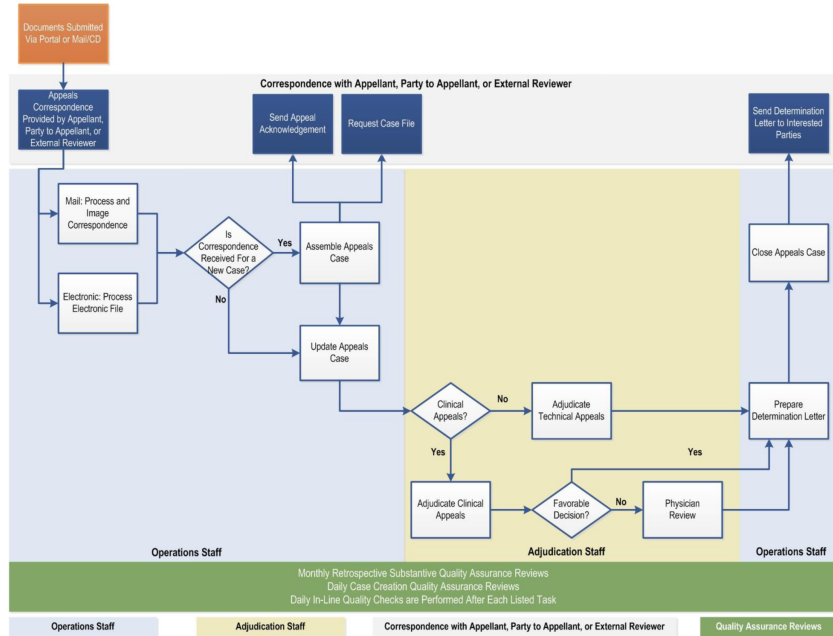 Documents Submitted
Via Portal or Mail/CD
Correspondence with Appellant, Party to Appellant, or External Reviewer
Appeals
Correspondence
Provided by Appellant,
Party to Appellant, or
External Reviewer
Send Appeal
Acknowledgement
Request Case File
Send Determination
Letter to Interested
Parties
Mail: Process and
Image
Correspondence
Is
Correspondence
Received For a
New Case?
Yes
No
Assemble Appeals
Case
Close Appeals Case
Electronic: Process
Electronic File
Update Appeals
Case
Clinical
Appeals?
No
Yes
Adjudicate
Technical Appeals
Prepare
Determination Letter
Yes
Adjudicate Clinical
Appeals
Favorable
Decision?
No
Physician
Review
Operations Staff
Adjudication Staff
Operations Staff
Monthly Retrospective Substantive Quality Assurance Reviews
Daily Case Creation Quality Assurance Reviews
Daily In-Line Quality Checks are Performed After Each Listed Task
Operations Staff
Adjudication Staff
Correspondence with Appellant, Party to Appellant, or External Reviewer
Quality Assurance Reviews